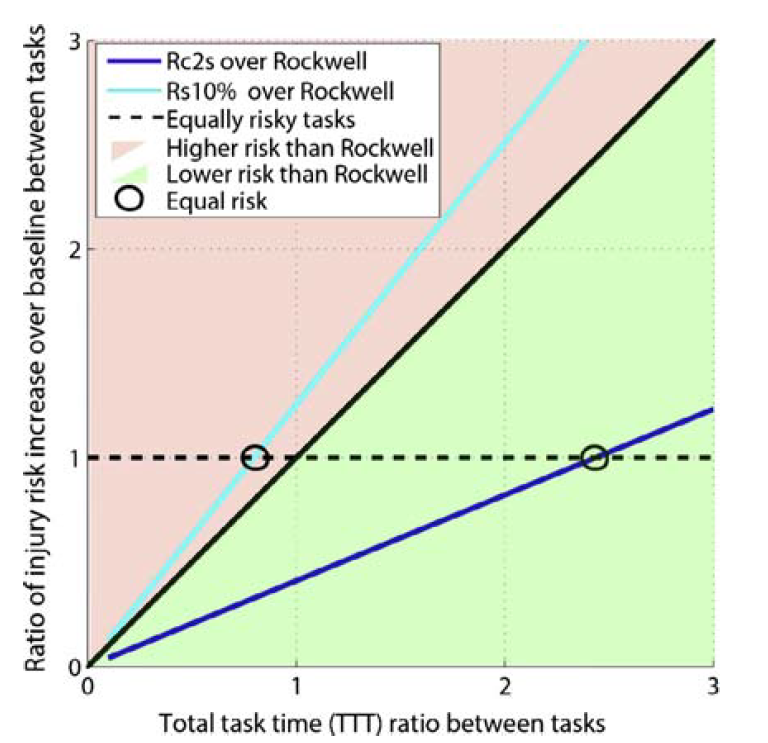 Ratio of injury risk increase over baseline between tasks
3
2
1
0
Rc2s over Rockwell
Rs10%  over Rockwell
Equally risky tasks
Higher risk than Rockwell
Lower risk than Rockwell
Equal risk
0 1 2 3
Total task time (TTT) ratio between tasks